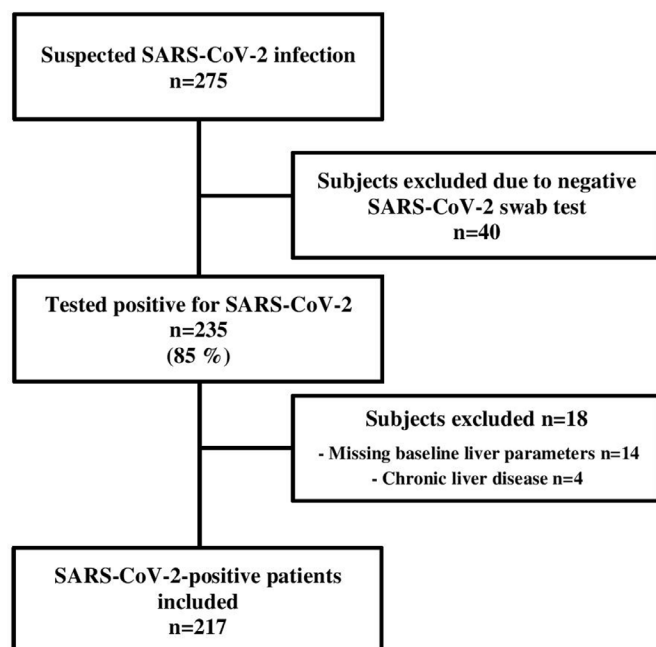 Suspected SARS-CoV-2 infection
n=275
Subjects excluded due to negative
SARS-CoV-2 swab test
n=40
Tested positive for SARS-CoV-2
n=235
(85 %)
Subjects excluded n=18
- Missing baseline liver parameters n=14
- Chronic liver disease n=4
SARS-CoV-2-positive patients
included
n=217